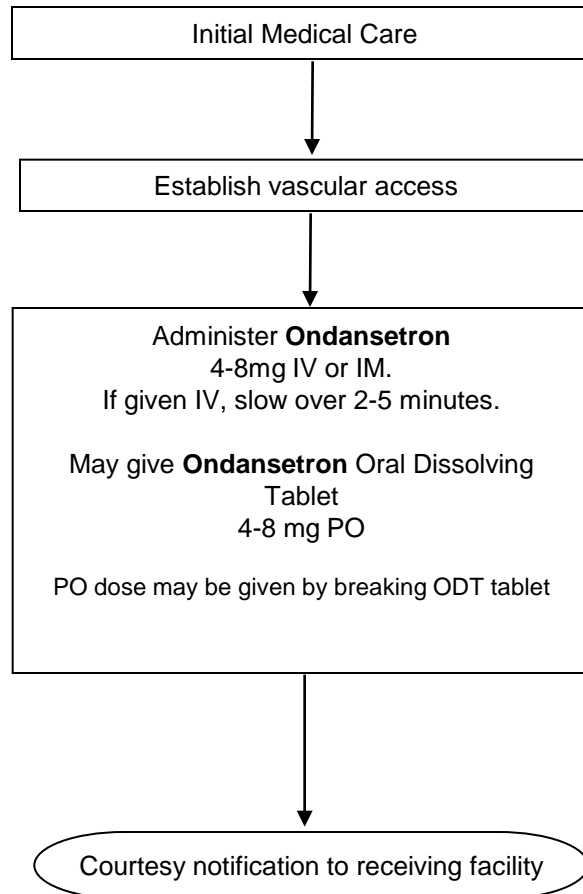 Initial Medical Care
Establish vascular access
Administer Ondansetron
4-8mg IV or IM.
If given IV, slow over 2-5 minutes.
May give Ondansetron Oral Dissolving
Tablet
4-8 mg PO
PO dose may be given by breaking ODT tablet
Courtesy notification to receiving facility